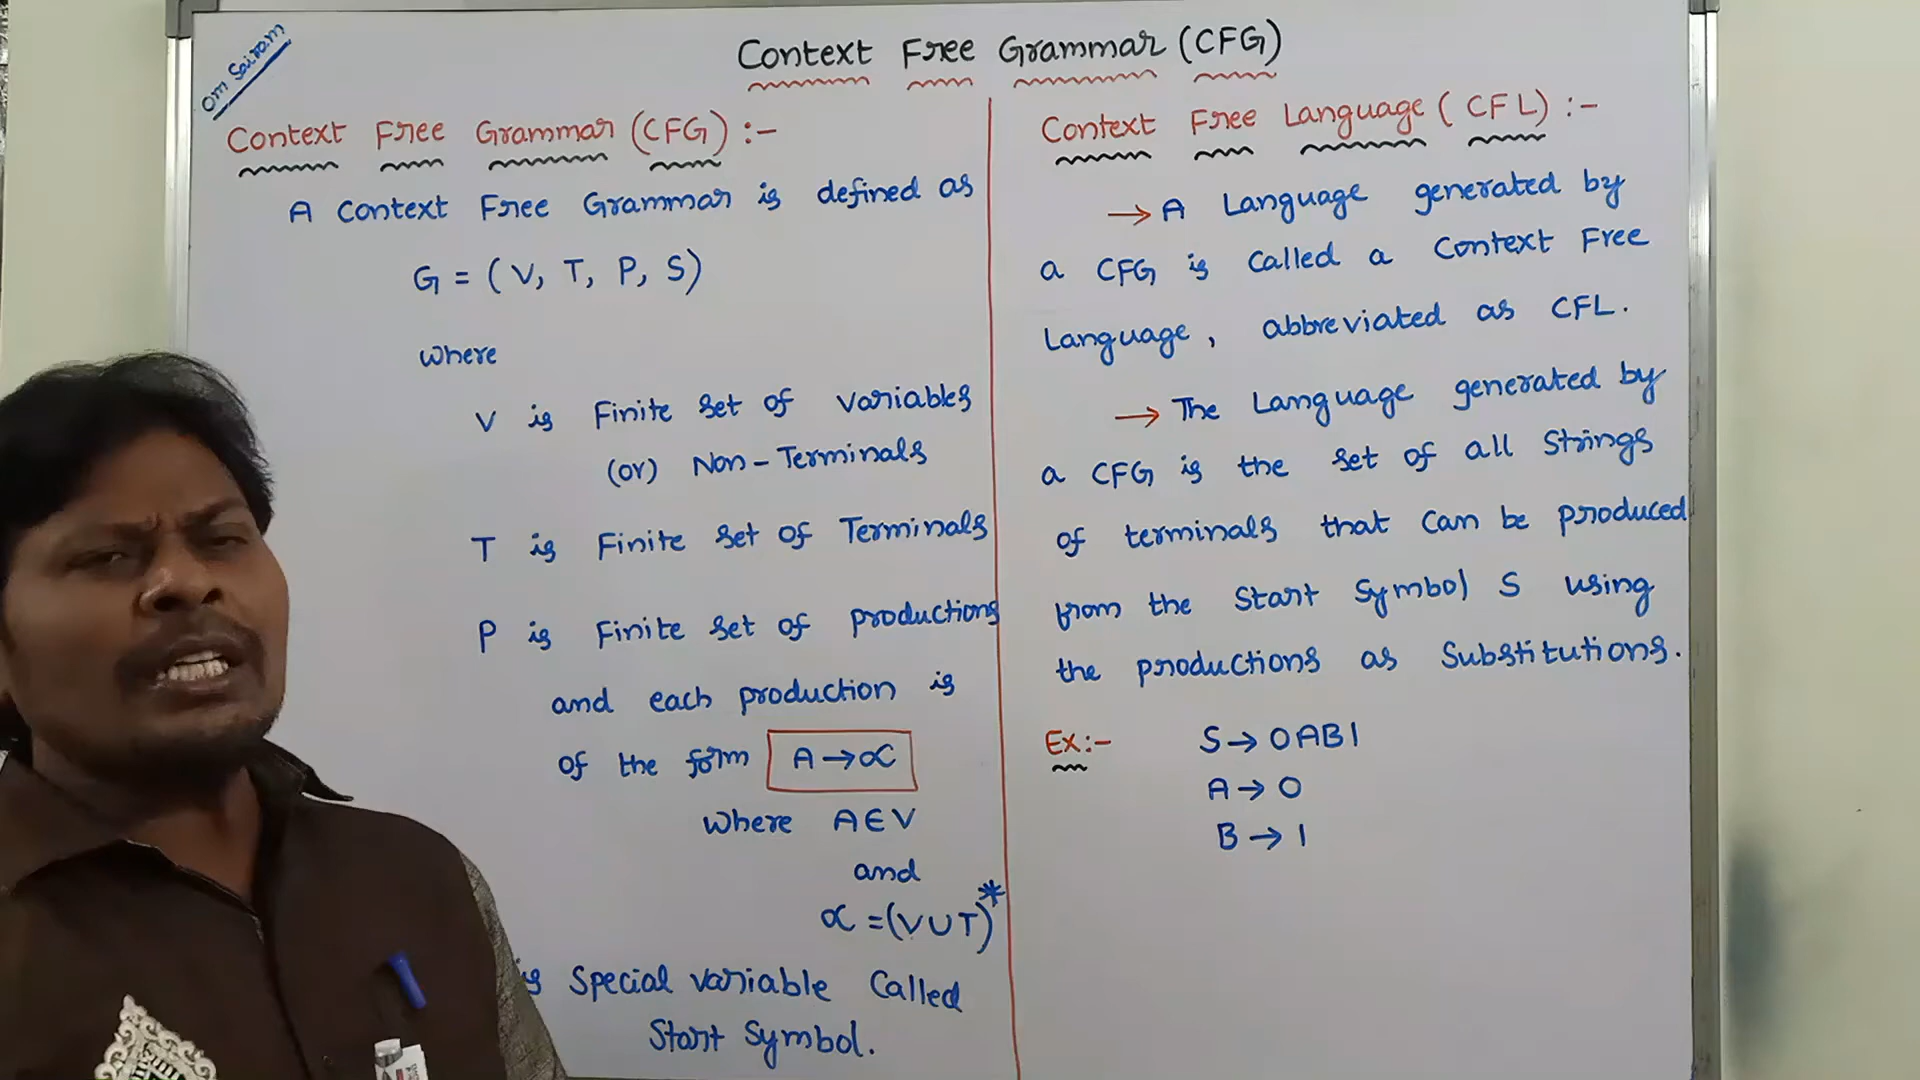 Om Sairam
Context Free Grammar (CFG)
Context Free Grammar (CFG) :-
A Context Free Grammar is defined as
G = ( V, T, P, S)
where
V is Finite set of variables
(or) Non-Terminals
T is Finite set of Terminals
P is Finite set of productions
and each production is
of the form A → ∝
where A ∈ V
and
∝ = (V ∪ T)*
is Special variable Called
Start Symbol.
Context Free Language ( CFL) :-
→ A Language generated by
a CFG is called a Context Free
Language, abbreviated as CFL.
→ The Language generated by
a CFG is the set of all Strings
of terminals that Can be produced
from the Start Symbol S using
the productions as Substitutions.
Ex:- S → 0AB1
A → 0
B → 1